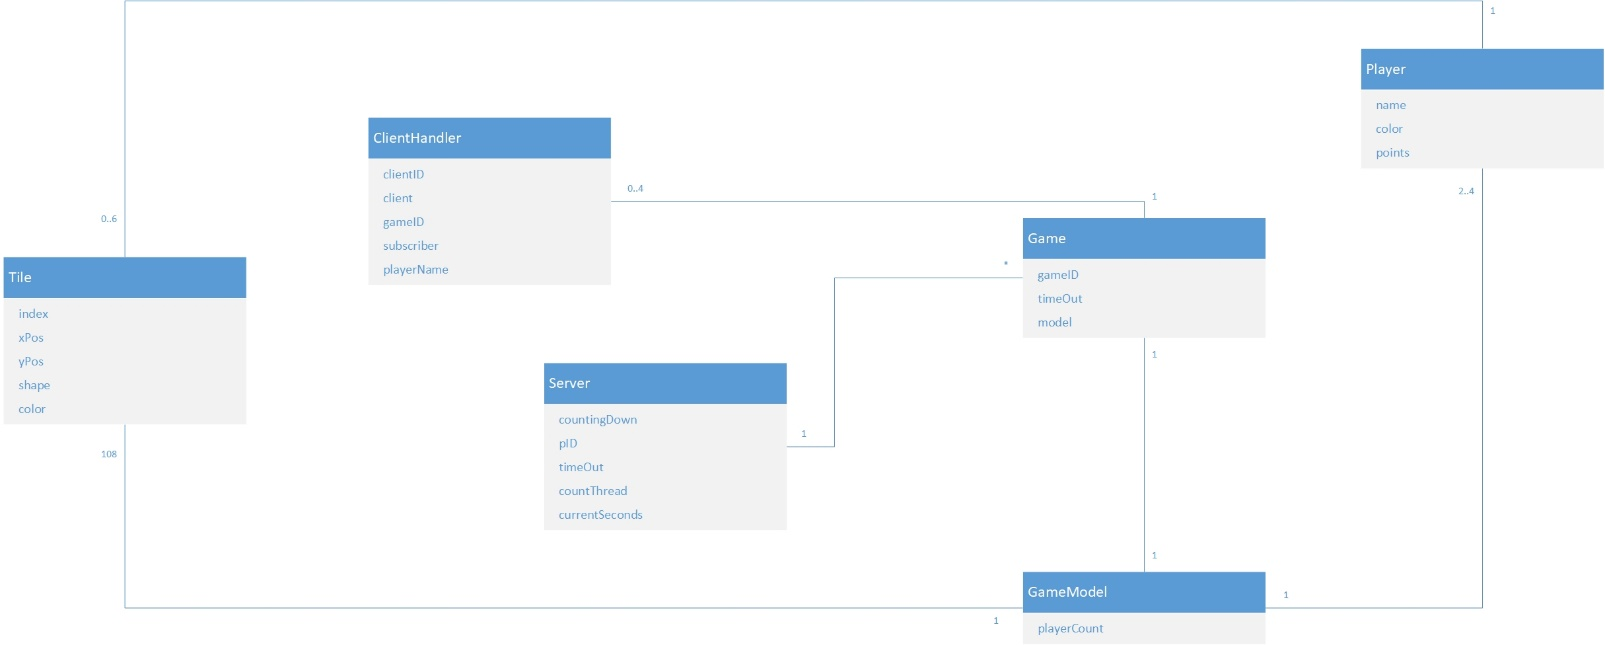 1
Player
name
color
points
2..4
ClientHandler
clientID
client
gameID
subscriber
playerName
0..4
1
Game
gameID
timeOut
model
*
1
0..6
Tile
index
xPos
yPos
shape
color
108
Server
countingDown
pID
timeOut
countThread
currentSeconds
1
1
GameModel
playerCount
1
1